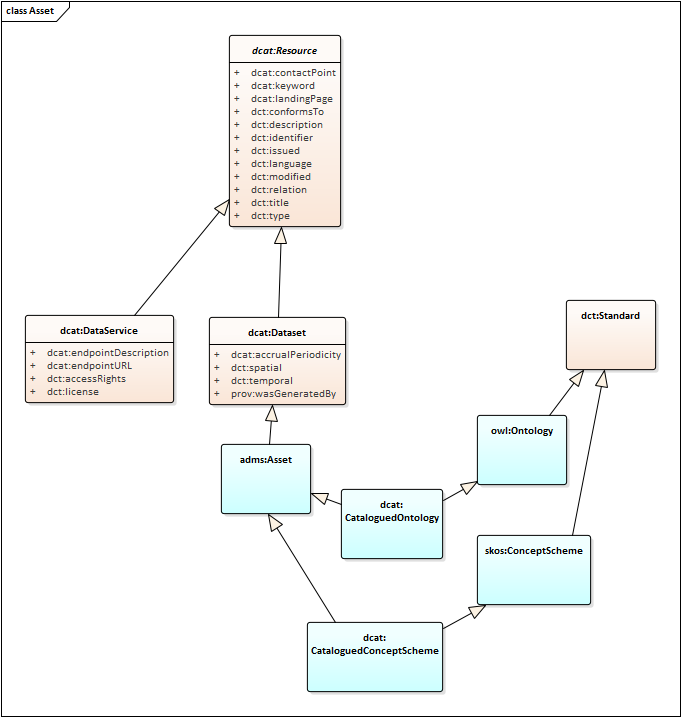 class Asset
dcat:Resource
+ dcat:contactPoint
+ dcat:keyword
+ dcat:landingPage
+ dct:conformsTo
+ dct:description
+ dct:identifier
+ dct:issued
+ dct:language
+ dct:modified
+ dct:relation
+ dct:title
+ dct:type
dcat:DataService
+ dcat:endpointDescription
+ dcat:endpointURL
+ dct:accessRights
+ dct:license
dcat:Dataset
+ dcat:accrualPeriodicity
+ dct:spatial
+ dct:temporal
+ prov:wasGeneratedBy
dct:Standard
adms:Asset
owl:Ontology
dcat:
CataloguedOntology
skos:ConceptScheme
dcat:
CataloguedConceptScheme